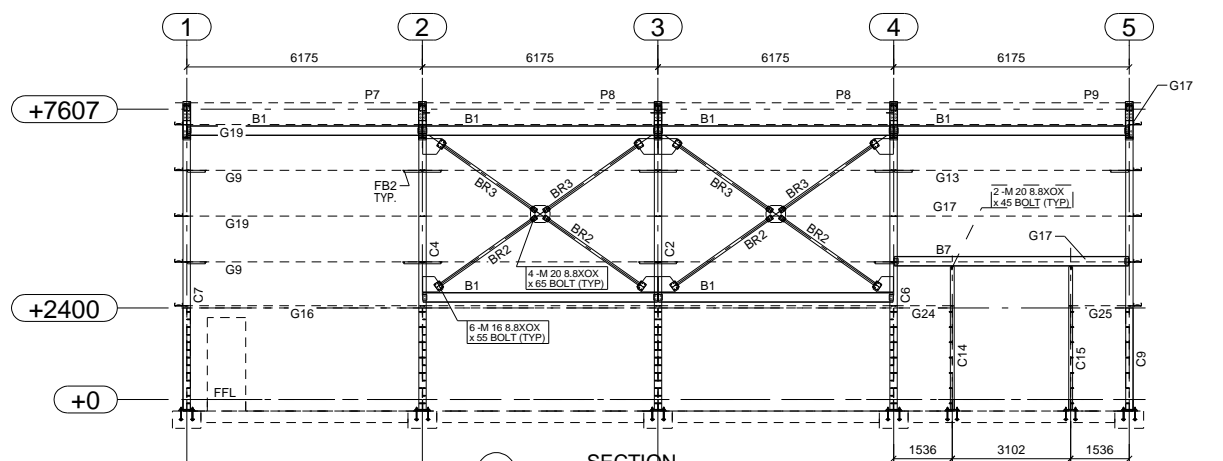 1 2 3 4 5
6175 6175 6175 6175
P7 P8 P8 P9
G17
+7607
B1 B1 B1 B1
G19
BR3 BR3 BR3 BR3
G9 G13
FB2
TYP.
2 -M 20 8.8XOX
x 45 BOLT (TYP)
G19 G17
G17
C4 C2
BR2 BR2 BR2 BR2
B7
G9
4 -M 20 8.8XOX
x 65 BOLT (TYP)
B1 B1
C7 C6
+2400
G16 G24 G25
6 -M 16 8.8XOX
x 55 BOLT (TYP)
C14 C15 C9
FFL
+0
1536 3102 1536
SECTION